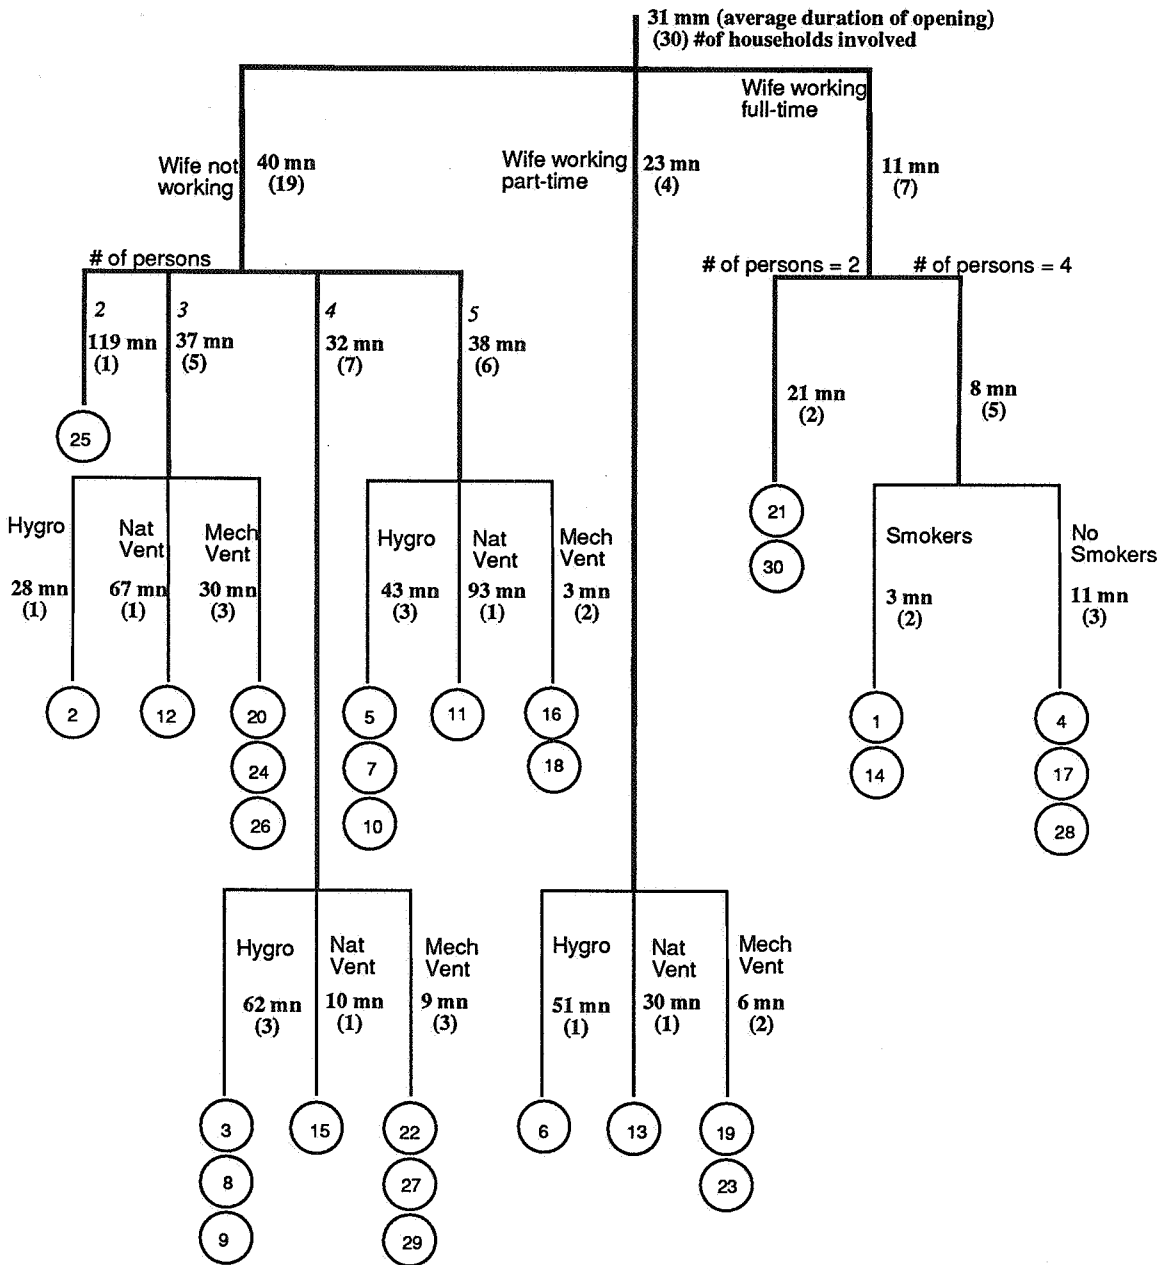 31 mm (average duration of opening)
(30) #of households involved
Wife working
full-time
Wife not
working
40 mn
(19)
Wife working
part-time
23 mn
(4)
11 mn
(7)
# of persons
# of persons = 2
# of persons = 4
2
119 mn
(1)
3
37 mn
(5)
4
32 mn
(7)
5
38 mn
(6)
21 mn
(2)
8 mn
(5)
25
Hygro
28 mn
(1)
Nat
Vent
67 mn
(1)
Mech
Vent
30 mn
(3)
Hygro
43 mn
(3)
Nat
Vent
93 mn
(1)
Mech
Vent
3 mn
(2)
21
30
Smokers
3 mn
(2)
No
Smokers
11 mn
(3)
2
12
20
24
26
5
7
10
11
16
18
1
14
4
17
28
Hygro
62 mn
(3)
Nat
Vent
10 mn
(1)
Mech
Vent
9 mn
(3)
Hygro
51 mn
(1)
Nat
Vent
30 mn
(1)
Mech
Vent
6 mn
(2)
3
8
9
15
22
27
29
6
13
19
23